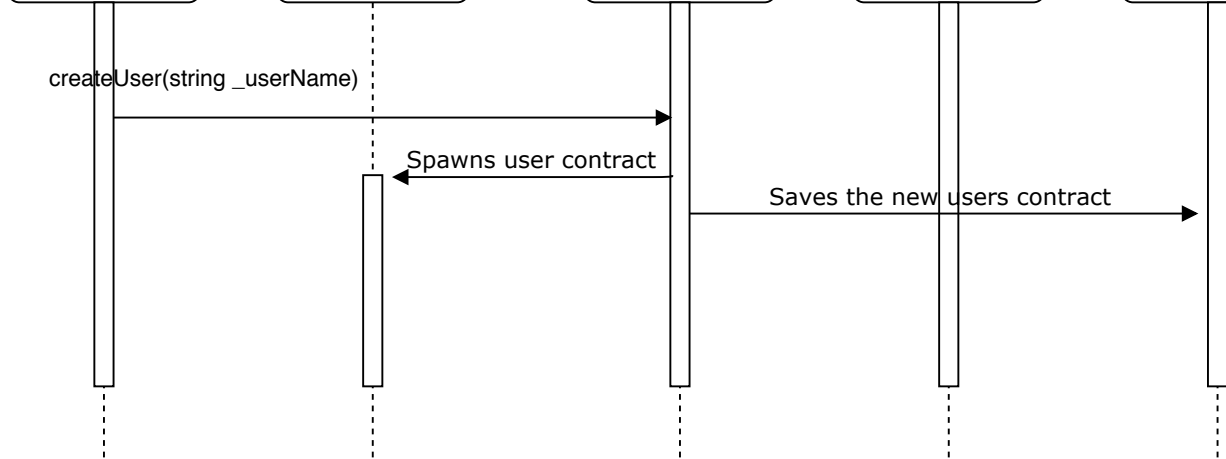 createUser(string _userName)
Spawns user contract
Saves the new users contract